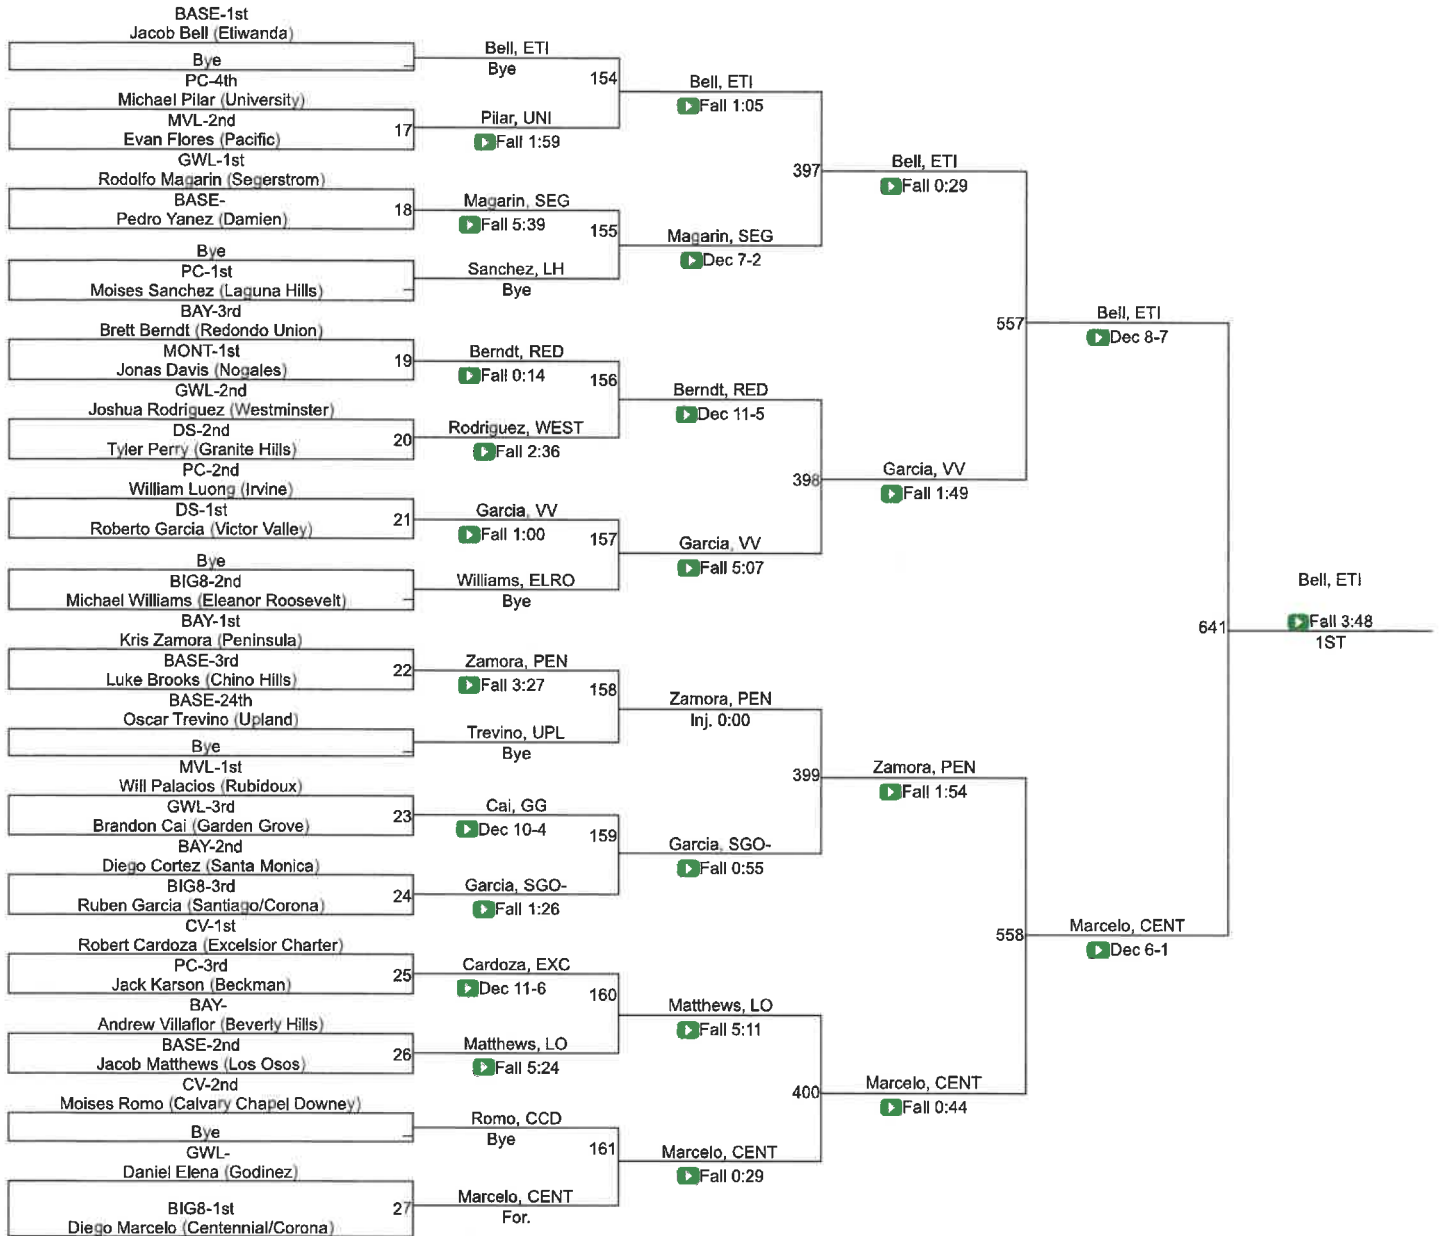 BASE-1st
Jacob Bell (Etiwanda)
Bye
PC-4th
Michael Pilar (University)
MVL-2nd
17
Evan Flores (Pacific)
GWL-1st
Rodolfo Magarin (Segerstrom)
BASE-
18
Pedro Yanez (Damien)
Bye
PC-1st
Moises Sanchez (Laguna Hills)
BAY-3rd
Brett Berndt (Redondo Union)
MONT-1st
19
Jonas Davis (Nogales)
GWL-2nd
Joshua Rodriguez (Westminster)
DS-2nd
20
Tyler Perry (Granite Hills)
PC-2nd
William Luong (Irvine)
DS-1st
21
Roberto Garcia (Victor Valley)
Bye
BIG8-2nd
Michael Williams (Eleanor Roosevelt)
BAY-1st
Kris Zamora (Peninsula)
BASE-3rd
22
Luke Brooks (Chino Hills)
BASE-24th
Oscar Trevino (Upland)
Bye
MVL-1st
Will Palacios (Rubidoux)
GWL-3rd
23
Brandon Cai (Garden Grove)
BAY-2nd
Diego Cortez (Santa Monica)
BIG8-3rd
24
Ruben Garcia (Santiago/Corona)
CV-1st
Robert Cardoza (Excelsior Charter)
PC-3rd
25
Jack Karson (Beckman)
BAY-
Andrew Villaflor (Beverly Hills)
BASE-2nd
26
Jacob Matthews (Los Osos)
CV-2nd
Moises Romo (Calvary Chapel Downey)
Bye
GWL-
Daniel Elena (Godinez)
BIG8-1st
27
Diego Marcelo (Centennial/Corona)
Bell, ETI
Bye
154
Pilar, UNI
Fall 1:59
Magarin, SEG
Fall 5:39
155
Sanchez, LH
Bye
Berndt, RED
Fall 0:14
156
Rodriguez, WEST
Fall 2:36
Garcia, VV
Fall 1:00
157
Williams, ELRO
Bye
Zamora, PEN
Fall 3:27
158
Trevino, UPL
Bye
Cai, GG
Dec 10-4
159
Garcia, SGO-
Fall 1:26
Cardoza, EXC
Dec 11-6
160
Matthews, LO
Fall 5:24
Romo, CCD
Bye
161
Marcelo, CENT
For.
Bell, ETI
Fall 1:05
397
Magarin, SEG
Dec 7-2
Berndt, RED
Dec 11-5
398
Garcia, VV
Fall 5:07
Zamora, PEN
Inj. 0:00
399
Garcia, SGO-
Fall 0:55
Matthews, LO
Fall 5:11
400
Marcelo, CENT
Fall 0:29
Bell, ETI
Fall 0:29
557
Garcia, VV
Fall 1:49
Zamora, PEN
Fall 1:54
558
Marcelo, CENT
Fall 0:44
Bell, ETI
Dec 8-7
641
Marcelo, CENT
Dec 6-1
Bell, ETI
Fall 3:48
1ST